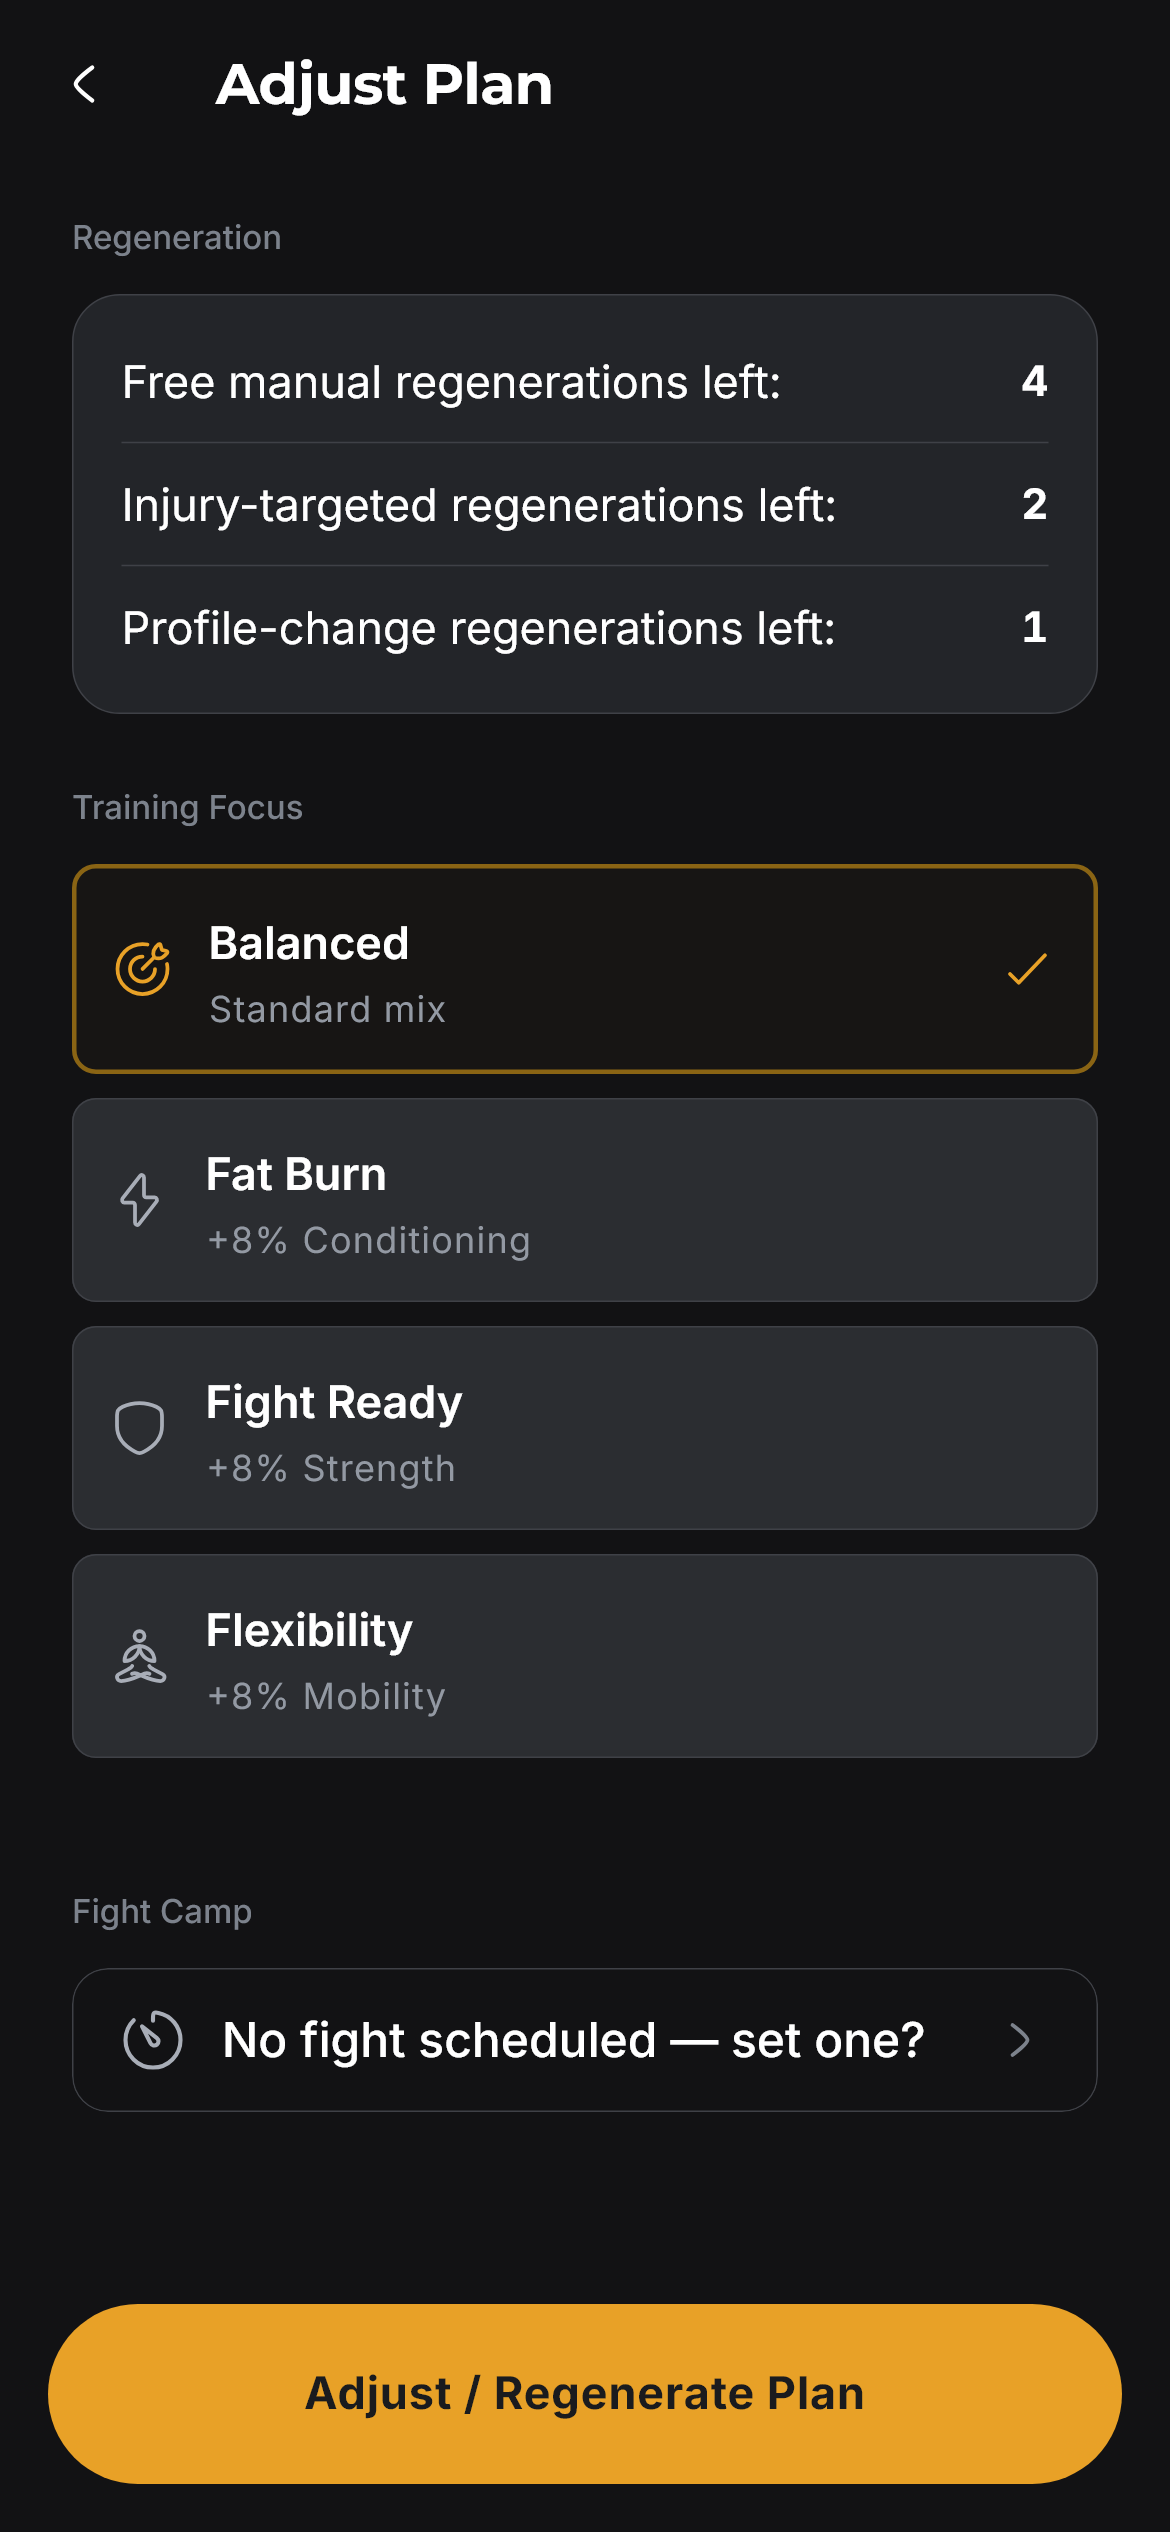 Adjust Plan
Regeneration
Free manual regenerations left: 4
Injury-targeted regenerations left: 2
Profile-change regenerations left: 1
Training Focus
Balanced
Standard mix
Fat Burn
+8% Conditioning
Fight Ready
+8% Strength
Flexibility
+8% Mobility
Fight Camp
No fight scheduled — set one?
Adjust / Regenerate Plan